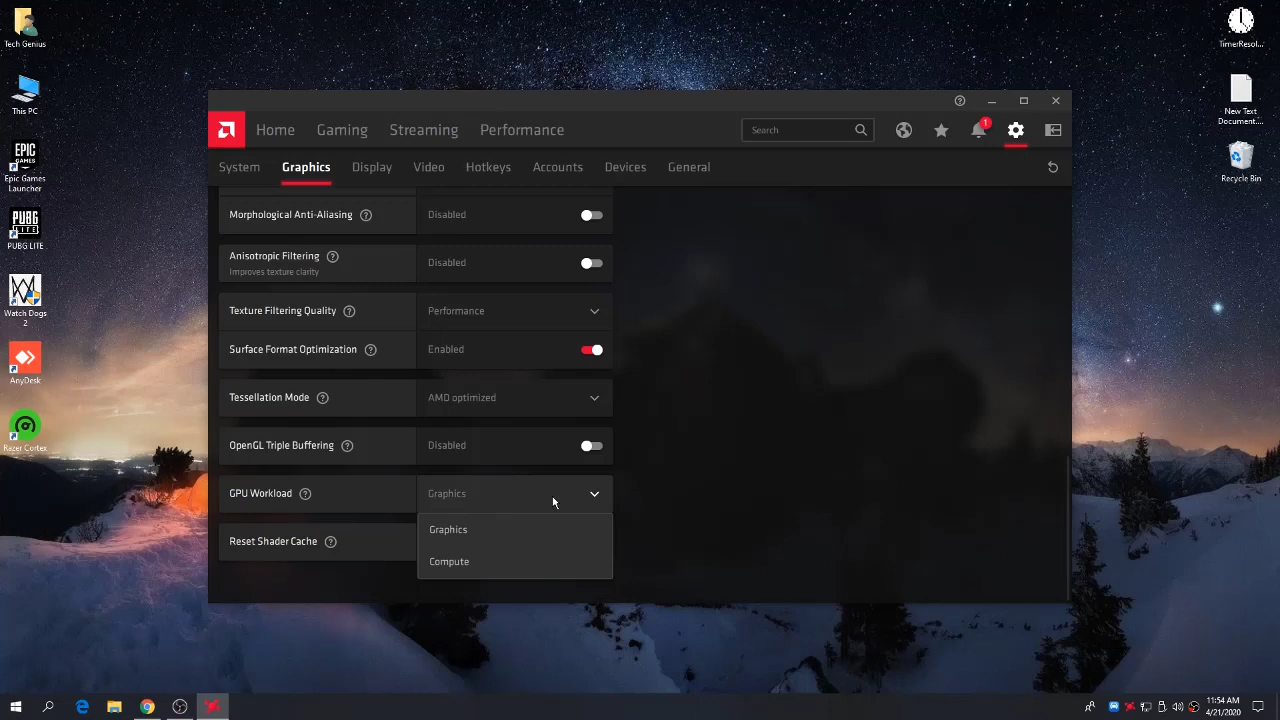 Tech Genius
This PC
EPIC
GAMES
Epic Games
Launcher
PUBG
LITE
PUBG LITE
Watch Dogs
2
AnyDesk
Razer Cortex
TimerResol...
New Text
Document....
Recycle Bin
Home
Gaming
Streaming
Performance
Search
1
System
Graphics
Display
Video
Hotkeys
Accounts
Devices
General
Morphological Anti-Aliasing
Disabled
Anisotropic Filtering
Improves texture clarity
Disabled
Texture Filtering Quality
Performance
Surface Format Optimization
Enabled
Tessellation Mode
AMD optimized
OpenGL Triple Buffering
Disabled
GPU Workload
Graphics
Graphics
Compute
Reset Shader Cache
11:54 AM
4/21/2020